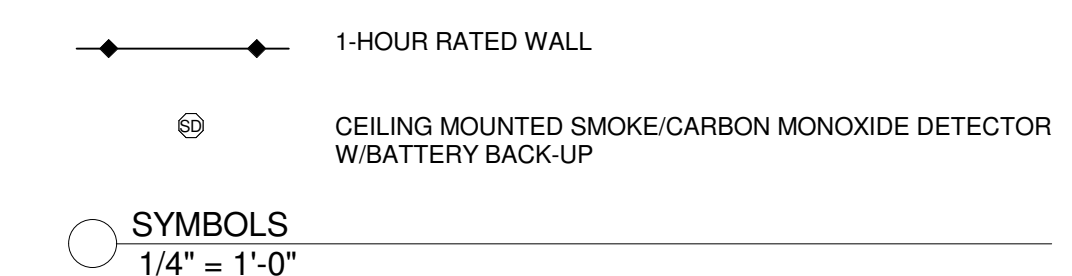 1-HOUR RATED WALL
SD
CEILING MOUNTED SMOKE/CARBON MONOXIDE DETECTOR
W/BATTERY BACK-UP
SYMBOLS
1/4" = 1'-0"